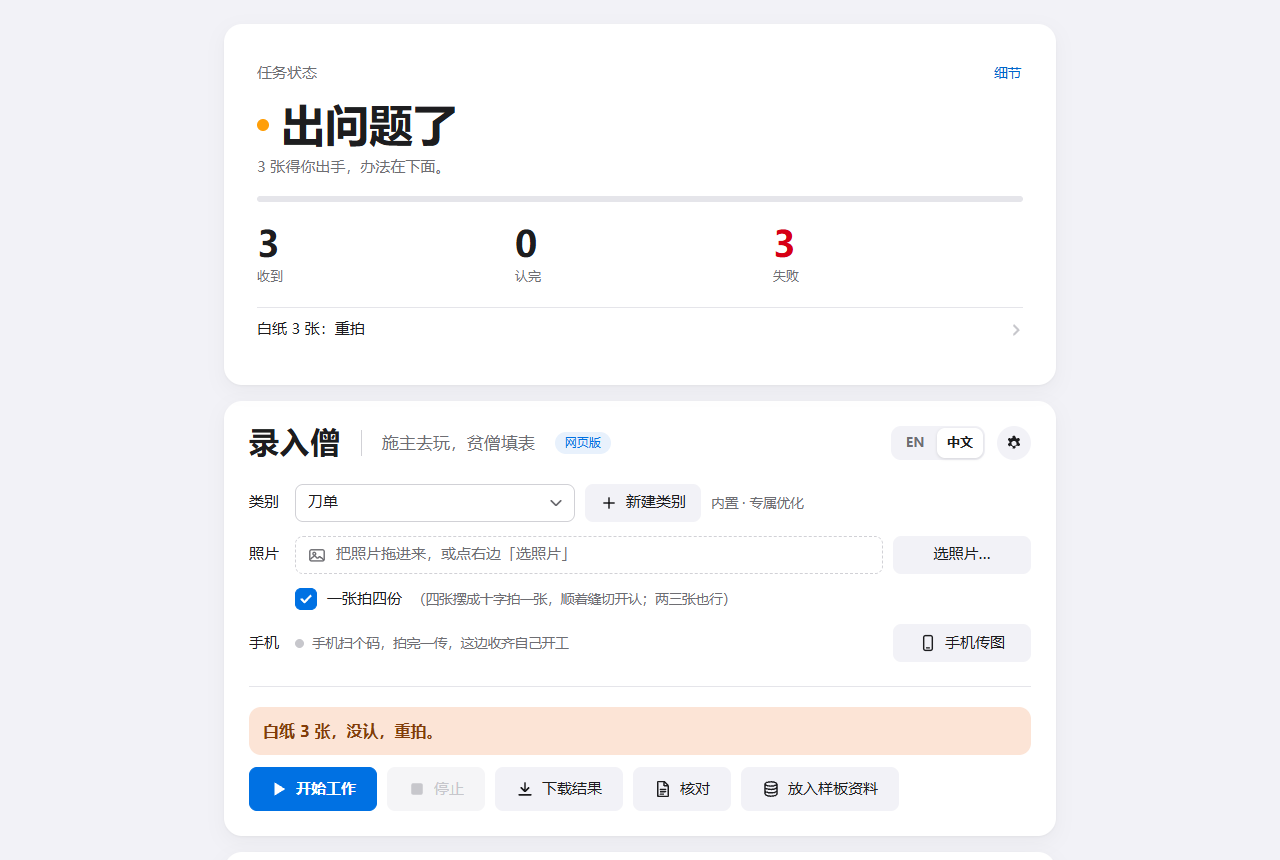 任务状态 细节
出问题了
3 张得你出手，办法在下面。
3 0 3
收到 认完 失败
白纸 3 张：重拍
录入僧 施主去玩，贫僧填表 网页版 EN 中文
类别 刀单 新建类别 内置 · 专属优化
照片 把照片拖进来，或点右边「选照片」 选照片...
一张拍四份 （四张摆成十字拍一张，顺着缝切开认；两三张也行）
手机 手机扫个码，拍完一传，这边收齐自己开工 手机传图
白纸 3 张，没认，重拍。
开始工作 停止 下载结果 核对 放入样板资料